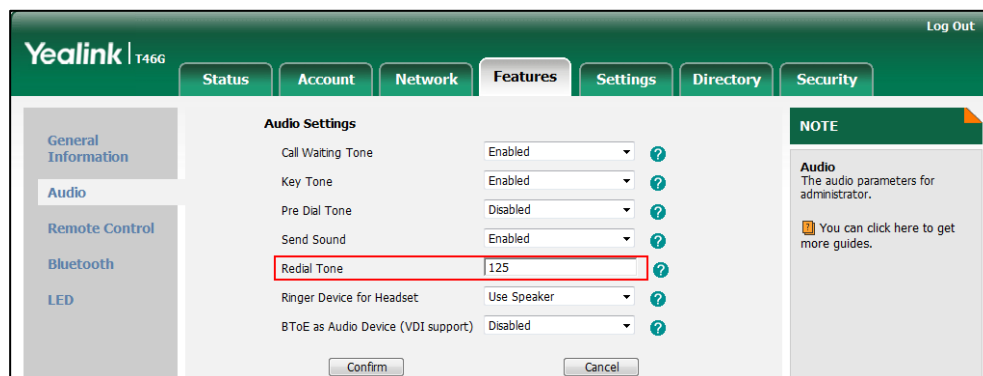 Log Out
Yealink T46G
Status Account Network Features Settings Directory Security
General
Information
Audio
Remote Control
Bluetooth
LED
Audio Settings
Call Waiting Tone Enabled ?
Key Tone Enabled ?
Pre Dial Tone Disabled ?
Send Sound Enabled ?
Redial Tone 125 ?
Ringer Device for Headset Use Speaker ?
BToE as Audio Device (VDI support) Disabled ?
Confirm Cancel
NOTE
Audio
The audio parameters for
administrator.
? You can click here to get
more guides.